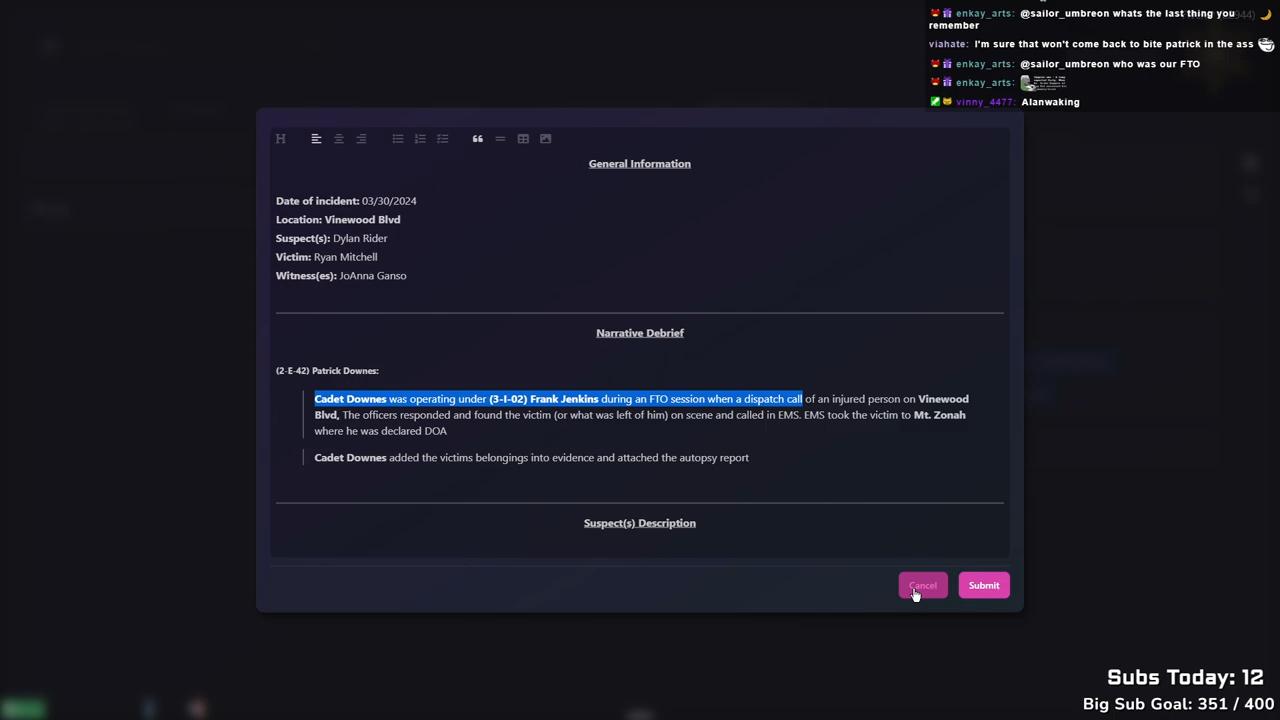 enkay_arts: @sailor_umbreon whats the last thing you
remember
viahate: I'm sure that won't come back to bite patrick in the ass
enkay_arts: @sailor_umbreon who was our FTO
enkay_arts:
vinny_4477: Alanwaking
General Information
Date of incident: 03/30/2024
Location: Vinewood Blvd
Suspect(s): Dylan Rider
Victim: Ryan Mitchell
Witness(es): JoAnna Ganso
Narrative Debrief
(2-E-42) Patrick Downes:
Cadet Downes was operating under (3-I-02) Frank Jenkins during an FTO session when a dispatch call of an injured person on Vinewood
Blvd, The officers responded and found the victim (or what was left of him) on scene and called in EMS. EMS took the victim to Mt. Zonah
where he was declared DOA
Cadet Downes added the victims belongings into evidence and attached the autopsy report
Suspect(s) Description
Cancel
Submit
Subs Today: 12
Big Sub Goal: 351 / 400